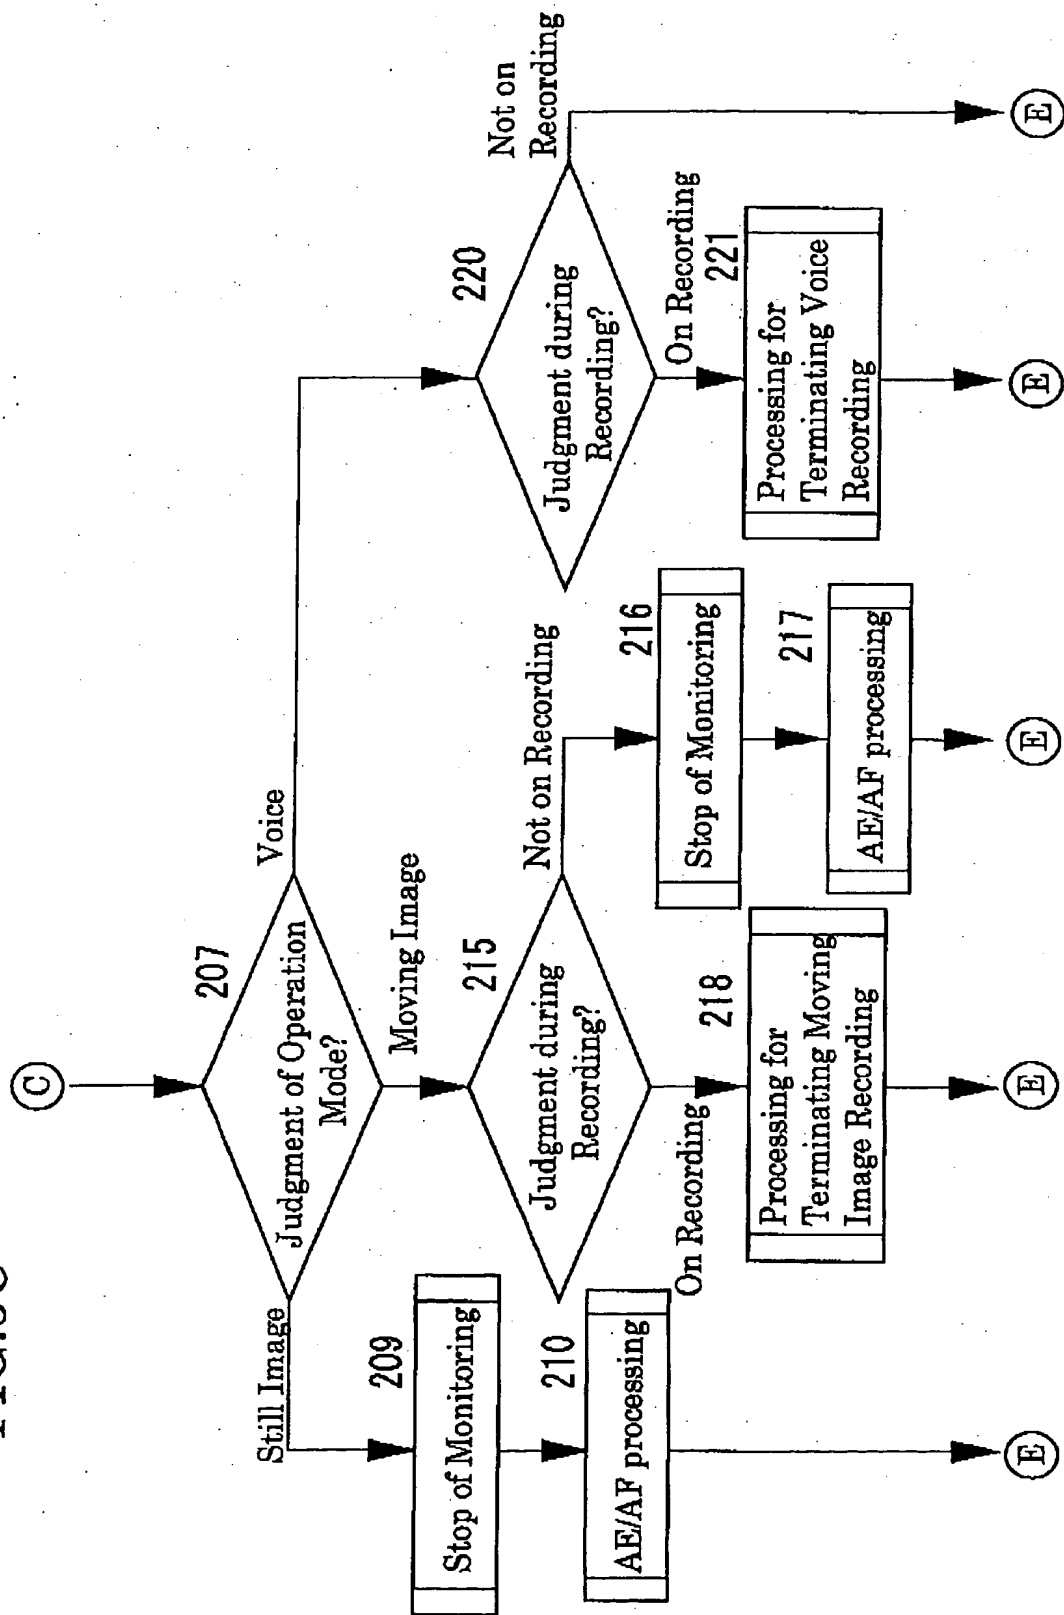 C
207
Judgment of Operation
Mode?
Still Image
Voice
Moving Image
209
Stop of Monitoring
210
AE/AF processing
E
215
Judgment during
Recording?
Not on Recording
On Recording
218
Processing for
Terminating Moving
Image Recording
E
216
Stop of Monitoring
217
AE/AF processing
E
220
Judgment during
Recording?
Not on
Recording
On Recording
221
Processing for
Terminating Voice
Recording
E
E